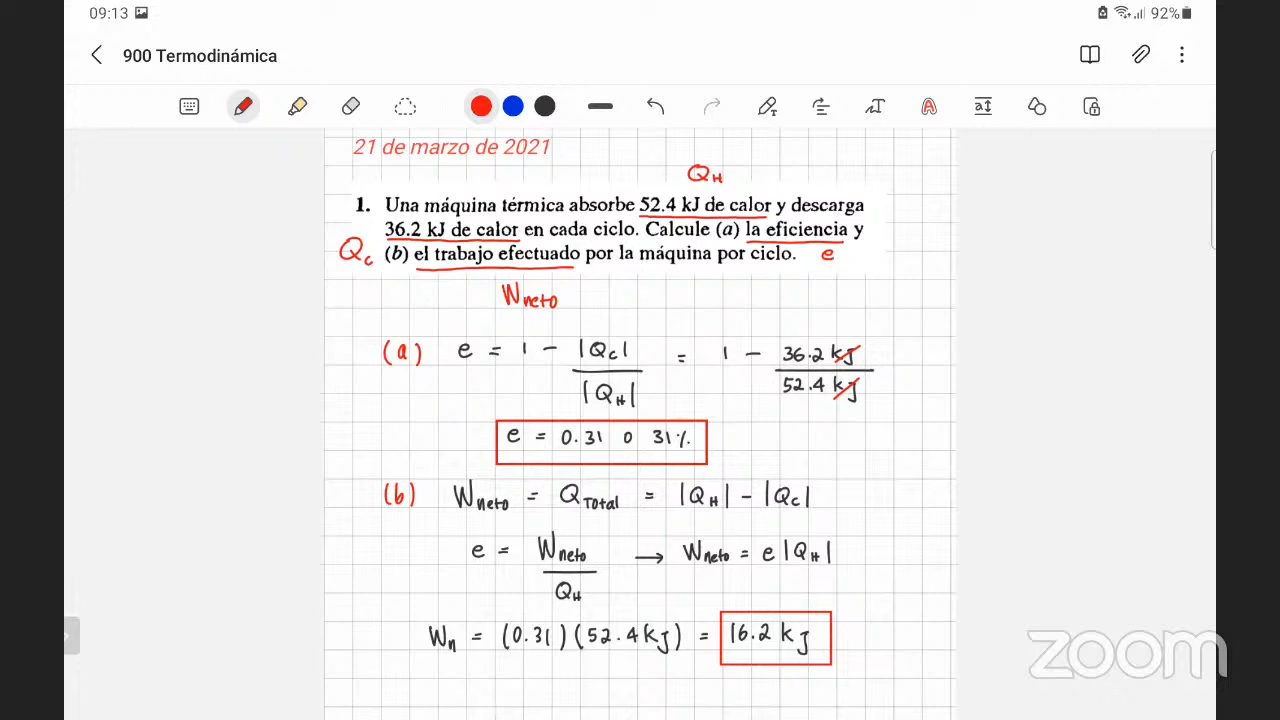 09:13 92%
900 Termodinámica
21 de marzo de 2021
Q_H
1. Una máquina térmica absorbe 52.4 kJ de calor y descarga
36.2 kJ de calor en cada ciclo. Calcule (a) la eficiencia y
Q_C (b) el trabajo efectuado por la máquina por ciclo. e
W_neto
(a) e = 1 - |Q_C| / |Q_H| = 1 - 36.2 kJ / 52.4 kJ
e = 0.31 o 31%
(b) W_neto = Q_Total = |Q_H| - |Q_C|
e = W_neto / Q_H → W_neto = e |Q_H|
W_n = (0.31)(52.4 kJ) = 16.2 kJ
zoom